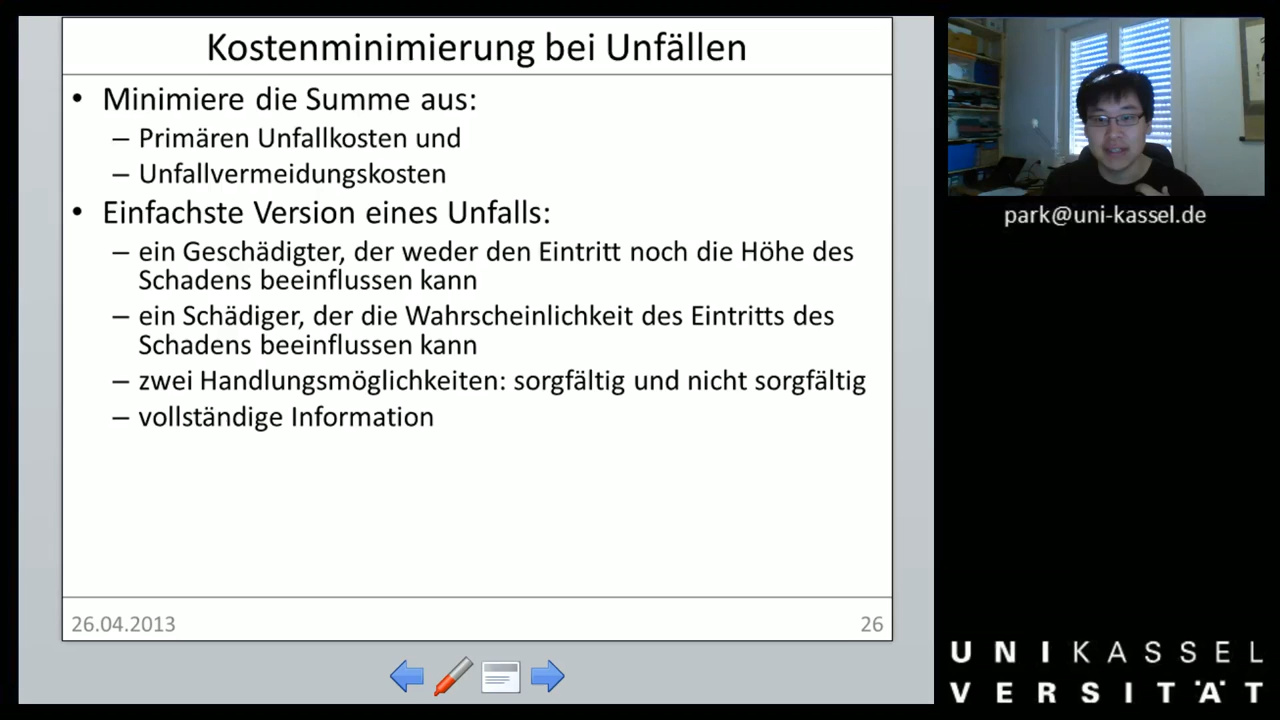 Kostenminimierung bei Unfällen
• Minimiere die Summe aus:
– Primären Unfallkosten und
– Unfallvermeidungskosten
• Einfachste Version eines Unfalls:
– ein Geschädigter, der weder den Eintritt noch die Höhe des
Schadens beeinflussen kann
– ein Schädiger, der die Wahrscheinlichkeit des Eintritts des
Schadens beeinflussen kann
– zwei Handlungsmöglichkeiten: sorgfältig und nicht sorgfältig
– vollständige Information
26.04.2013
26
park@uni-kassel.de
UNIKASSEL
VERSITÄT